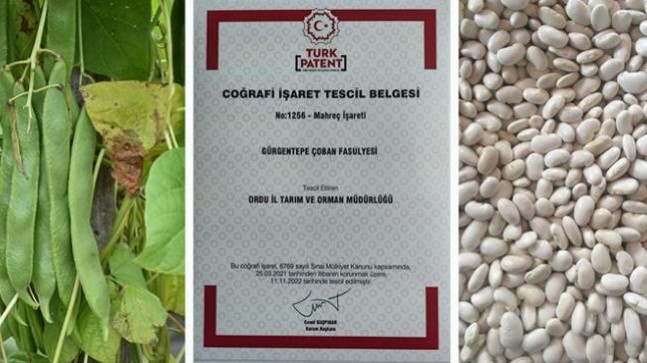 TÜRK
PATENT
COĞRAFİ İŞARET TESCİL BELGESİ
No:1256 - Mahreç İşareti
GÜRGENTEPE ÇOBAN FASULYESİ
Tescil Ettiren
ORDU İL TARIM VE ORMAN MÜDÜRLÜĞÜ
Bu coğrafi işaret, 6769 sayılı Sınai Mülkiyet Kanunu kapsamında,
25.03.2021 tarihinden itibaren korunmak üzere,
11.11.2022 tarihinde tescil edilmiştir.
Cemil BAŞPINAR
Kurum Başkanı